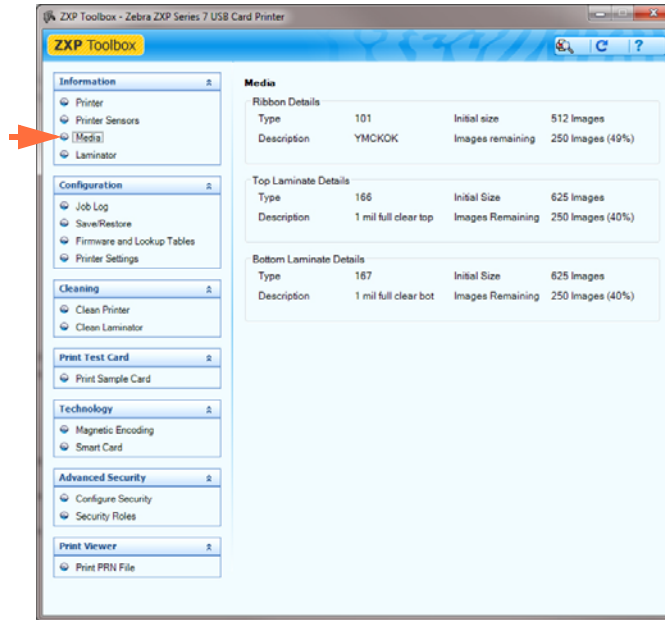 ZXP Toolbox - Zebra ZXP Series 7 USB Card Printer
ZXP Toolbox
Information
Printer
Printer Sensors
Media
Laminator
Configuration
Job Log
Save/Restore
Firmware and Lookup Tables
Printer Settings
Cleaning
Clean Printer
Clean Laminator
Print Test Card
Print Sample Card
Technology
Magnetic Encoding
Smart Card
Advanced Security
Configure Security
Security Roles
Print Viewer
Print PRN File
Media
Ribbon Details
Type 101 Initial size 512 Images
Description YMCKOK Images remaining 250 Images (49%)
Top Laminate Details
Type 166 Initial Size 625 Images
Description 1 mil full clear top Images Remaining 250 Images (40%)
Bottom Laminate Details
Type 167 Initial Size 625 Images
Description 1 mil full clear bot Images Remaining 250 Images (40%)